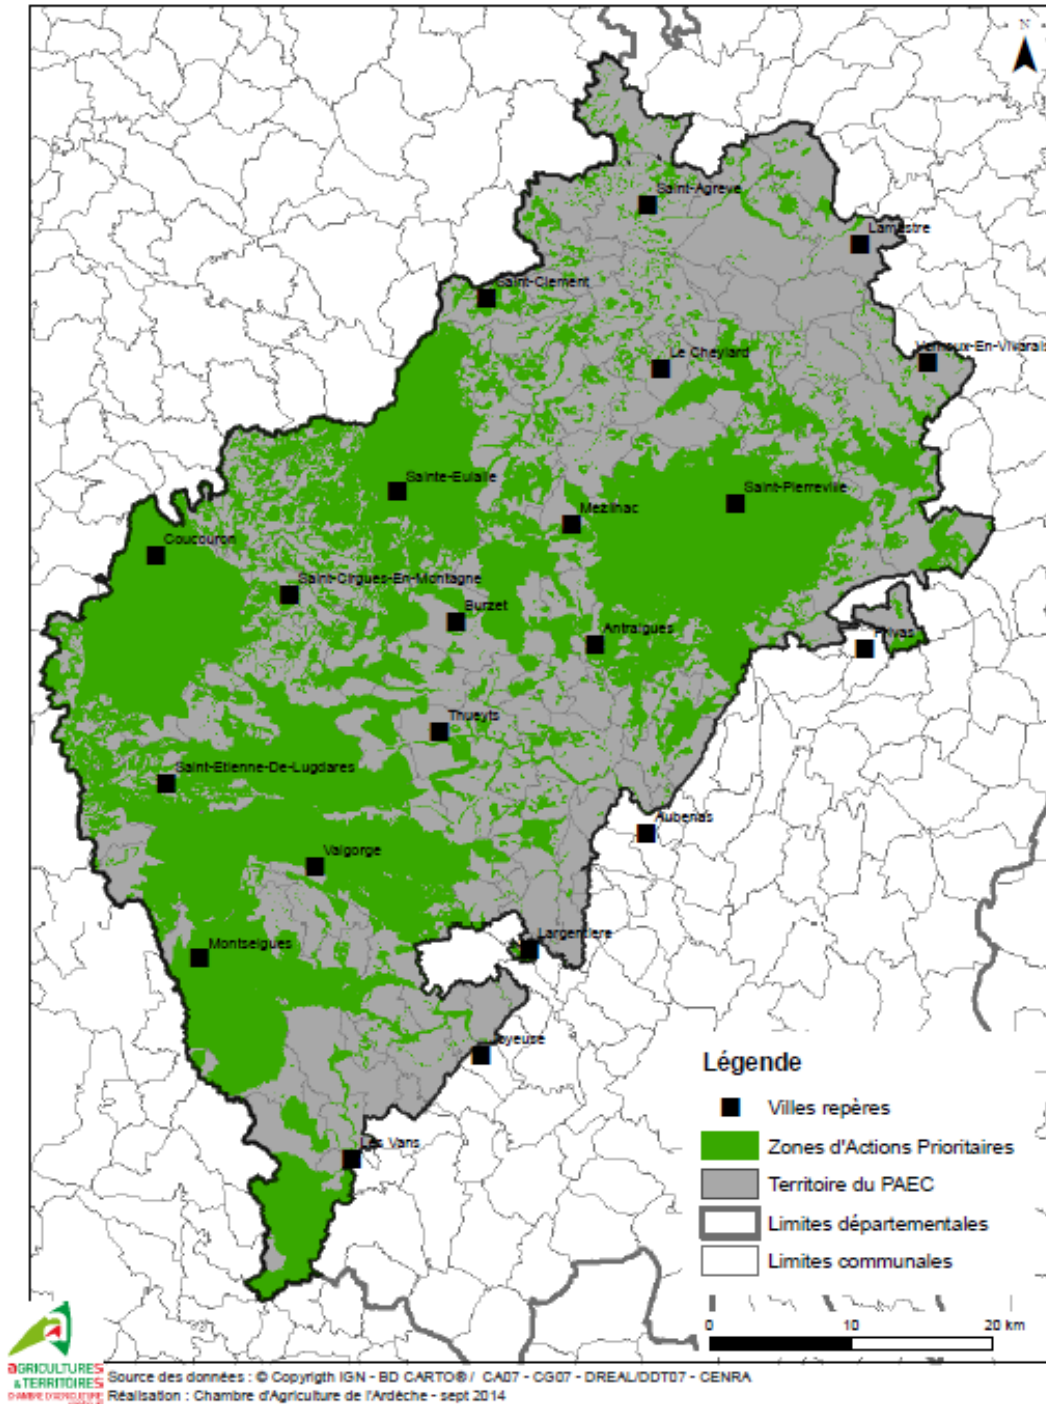 N
Saint-Agreve
Lamastre
Saint-Clement
Le Cheylard
Vernoux-En-Vivarais
Sainte-Eulalie
Saint-Pierreville
Mezilhac
Coucouron
Saint-Cirgues-En-Montagne
Burzet
Antraigues
Privas
Thueyts
Saint-Etienne-De-Lugdares
Aubenas
Valgorge
Largentiere
Montselgues
Joyeuse
Les Vans
Légende
Villes repères
Zones d'Actions Prioritaires
Territoire du PAEC
Limites départementales
Limites communales
0 10 20 km
AGRICULTURES
& TERRITOIRES
CHAMBRE D'AGRICULTURE
Source des données : © Copyrigth IGN - BD CARTO® / CA07 - CG07 - DREAL/DDT07 - CENRA
Réalisation : Chambre d'Agriculture de l'Ardèche - sept 2014